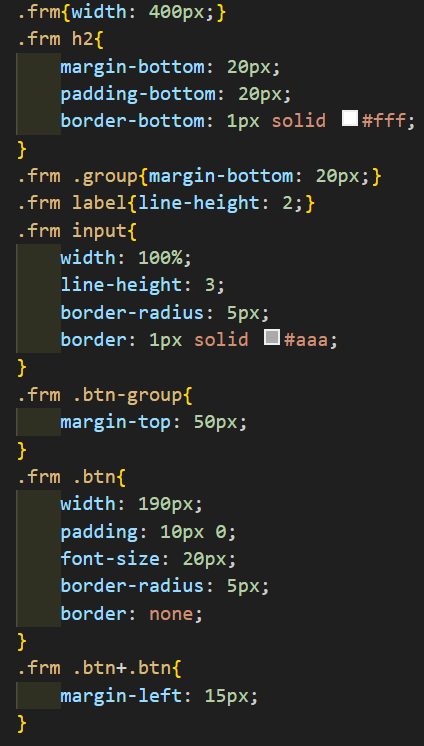 .frm{width: 400px;}
.frm h2{
margin-bottom: 20px;
padding-bottom: 20px;
border-bottom: 1px solid #fff;
}
.frm .group{margin-bottom: 20px;}
.frm label{line-height: 2;}
.frm input{
width: 100%;
line-height: 3;
border-radius: 5px;
border: 1px solid #aaa;
}
.frm .btn-group{
margin-top: 50px;
}
.frm .btn{
width: 190px;
padding: 10px 0;
font-size: 20px;
border-radius: 5px;
border: none;
}
.frm .btn+.btn{
margin-left: 15px;
}